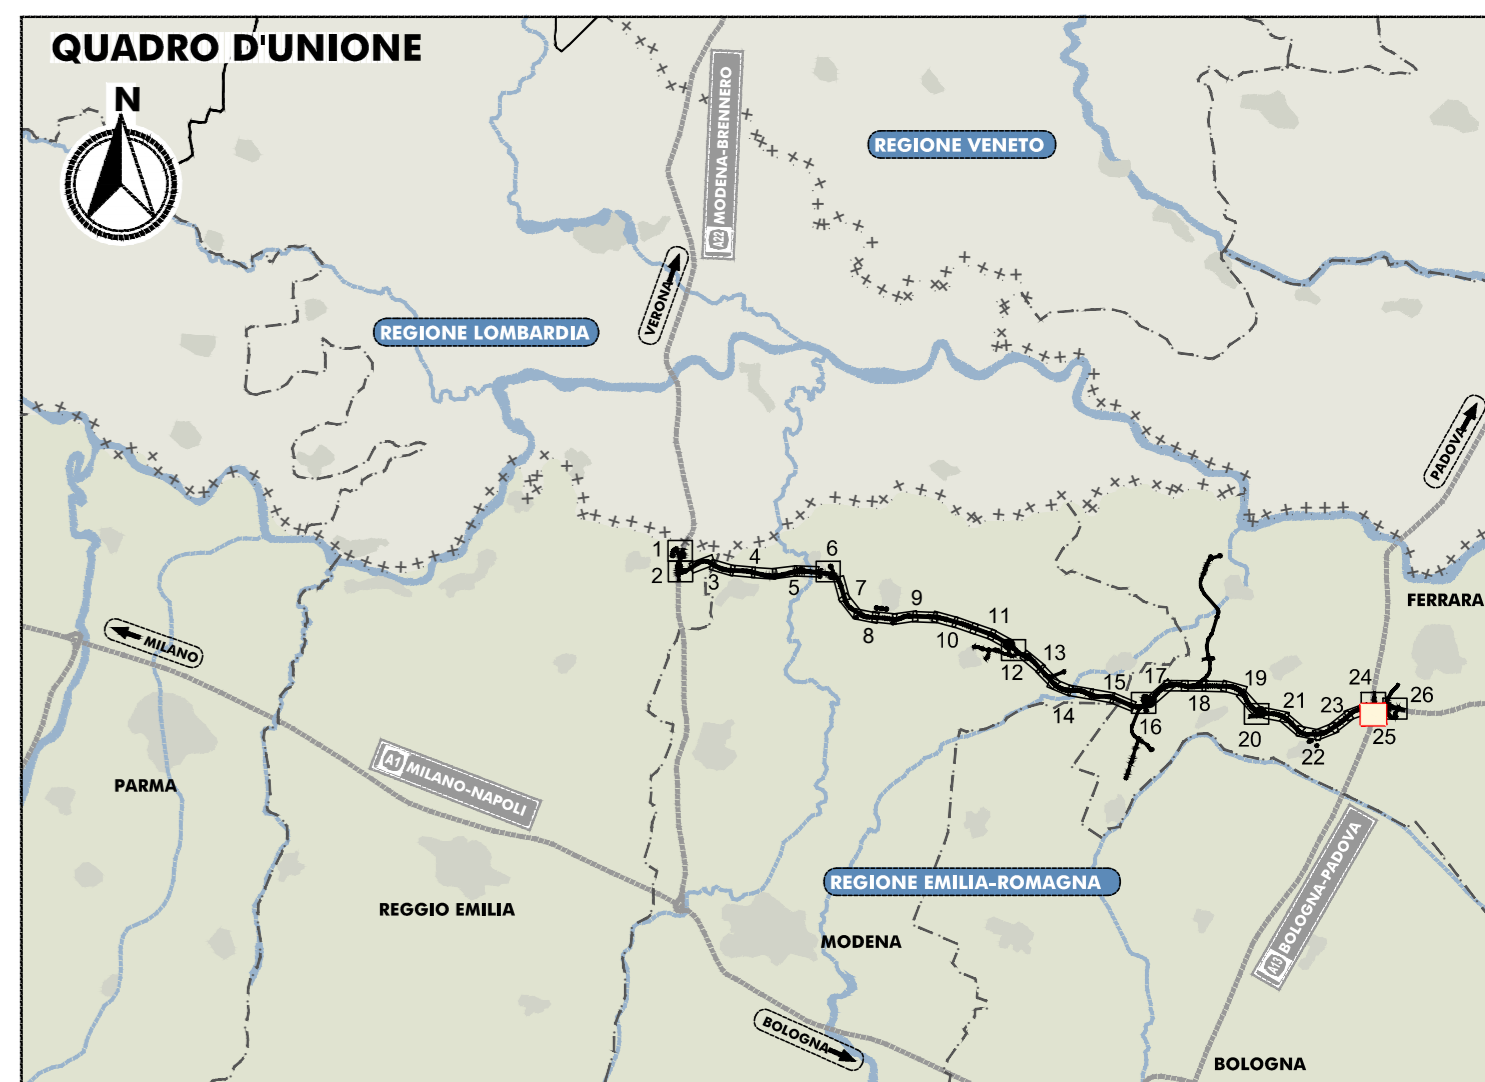 QUADRO D'UNIONE
N
A22 MODENA-BRENNERO
REGIONE VENETO
VERONA
REGIONE LOMBARDIA
PADOVA
1
2
3
4
5
6
7
8
9
10
11
12
13
14
15
16
17
18
19
20
21
22
23
24
25
26
FERRARA
MILANO
PARMA
A1 MILANO-NAPOLI
REGGIO EMILIA
REGIONE EMILIA-ROMAGNA
MODENA
A13 BOLOGNA-PADOVA
BOLOGNA
BOLOGNA